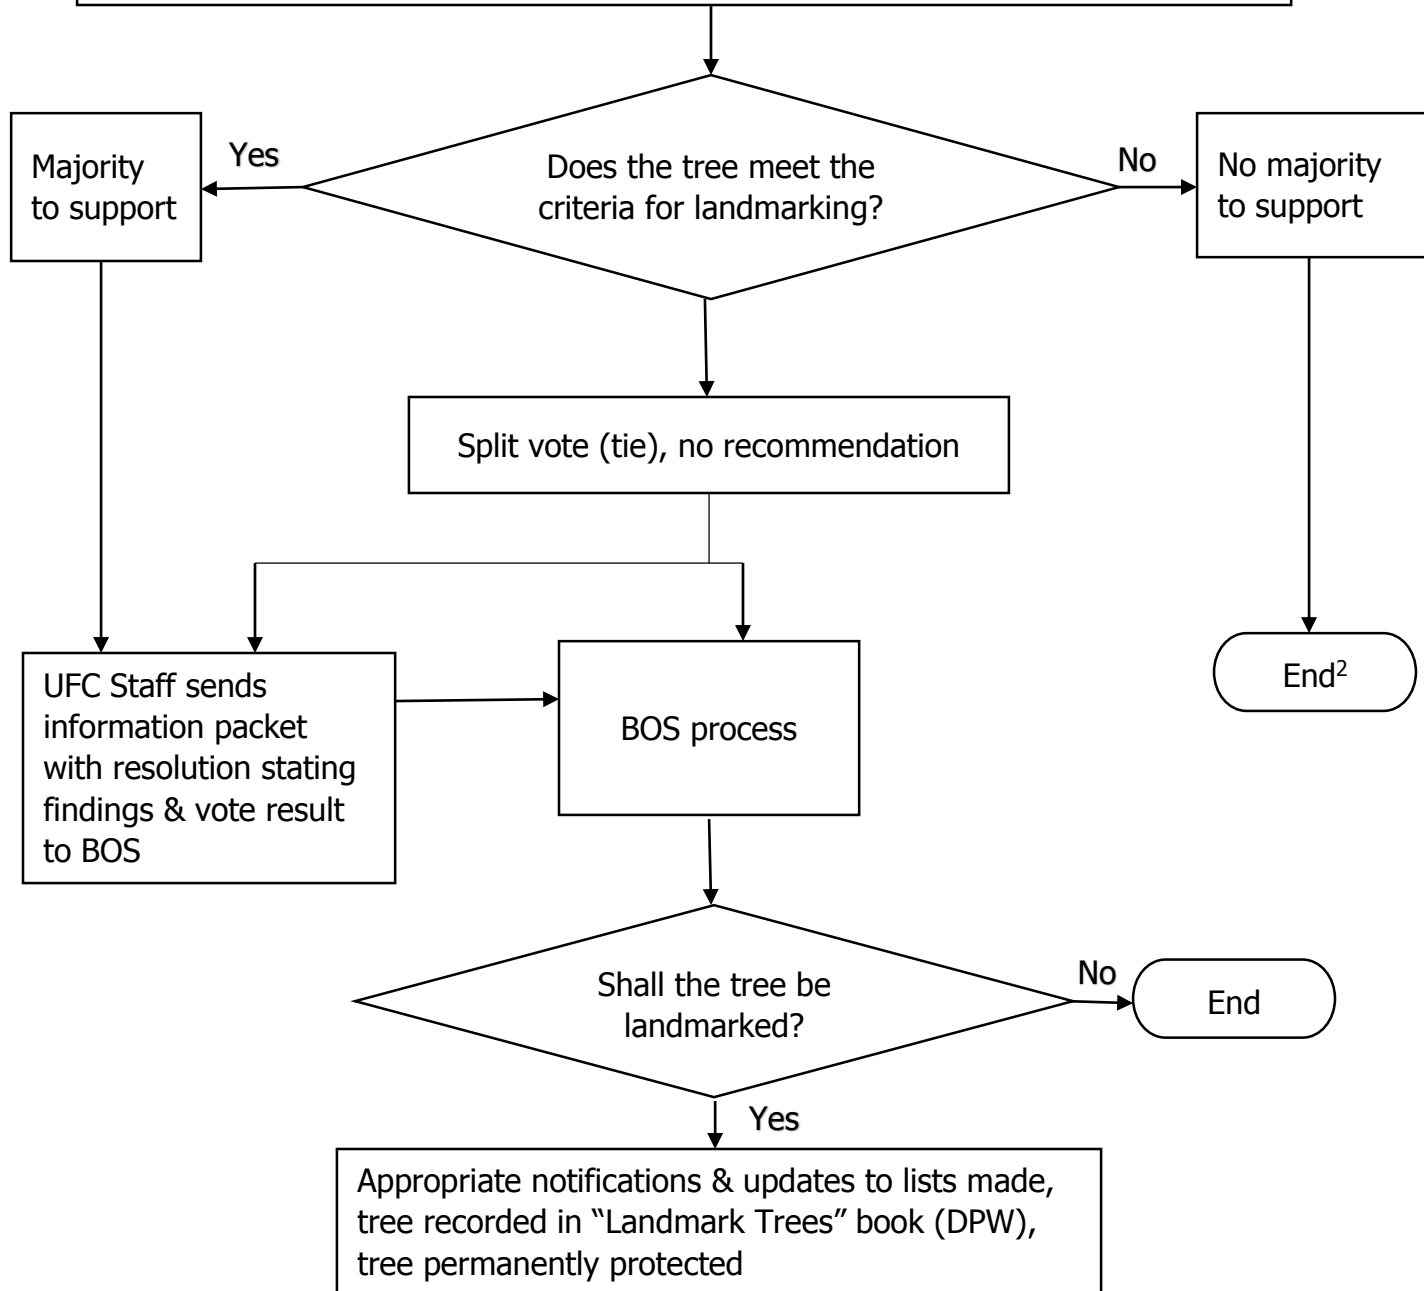 Does the tree meet the
criteria for landmarking?
Yes
No
Majority
to support
No majority
to support
Split vote (tie), no recommendation
UFC Staff sends
information packet
with resolution stating
findings & vote result
to BOS
BOS process
End²
Shall the tree be
landmarked?
No
End
Yes
Appropriate notifications & updates to lists made,
tree recorded in “Landmark Trees” book (DPW),
tree permanently protected